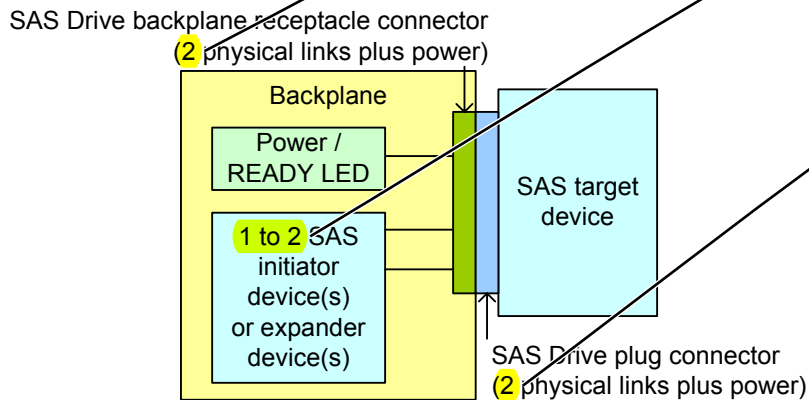 SAS Drive backplane receptacle connector
(2 physical links plus power)
Backplane
Power /
READY LED
1 to 2 SAS
initiator
device(s)
or expander
device(s)
SAS target
device
SAS Drive plug connector
(2 physical links plus power)